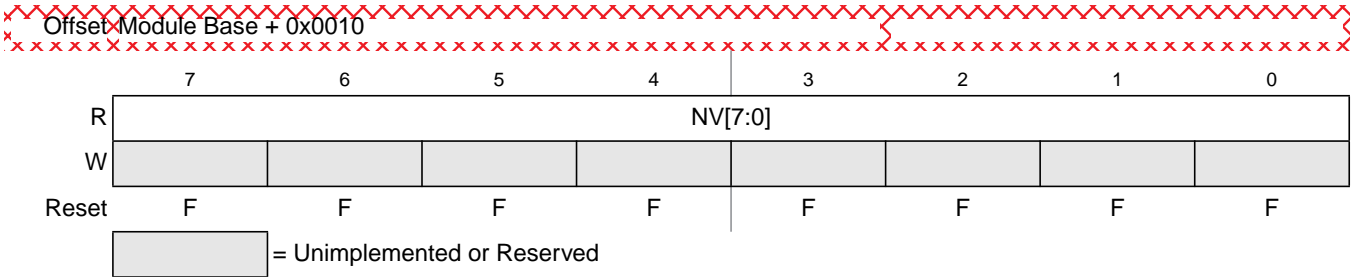 Offset Module Base + 0x0010
7 6 5 4 3 2 1 0
R NV[7:0]
W
Reset F F F F F F F F
= Unimplemented or Reserved